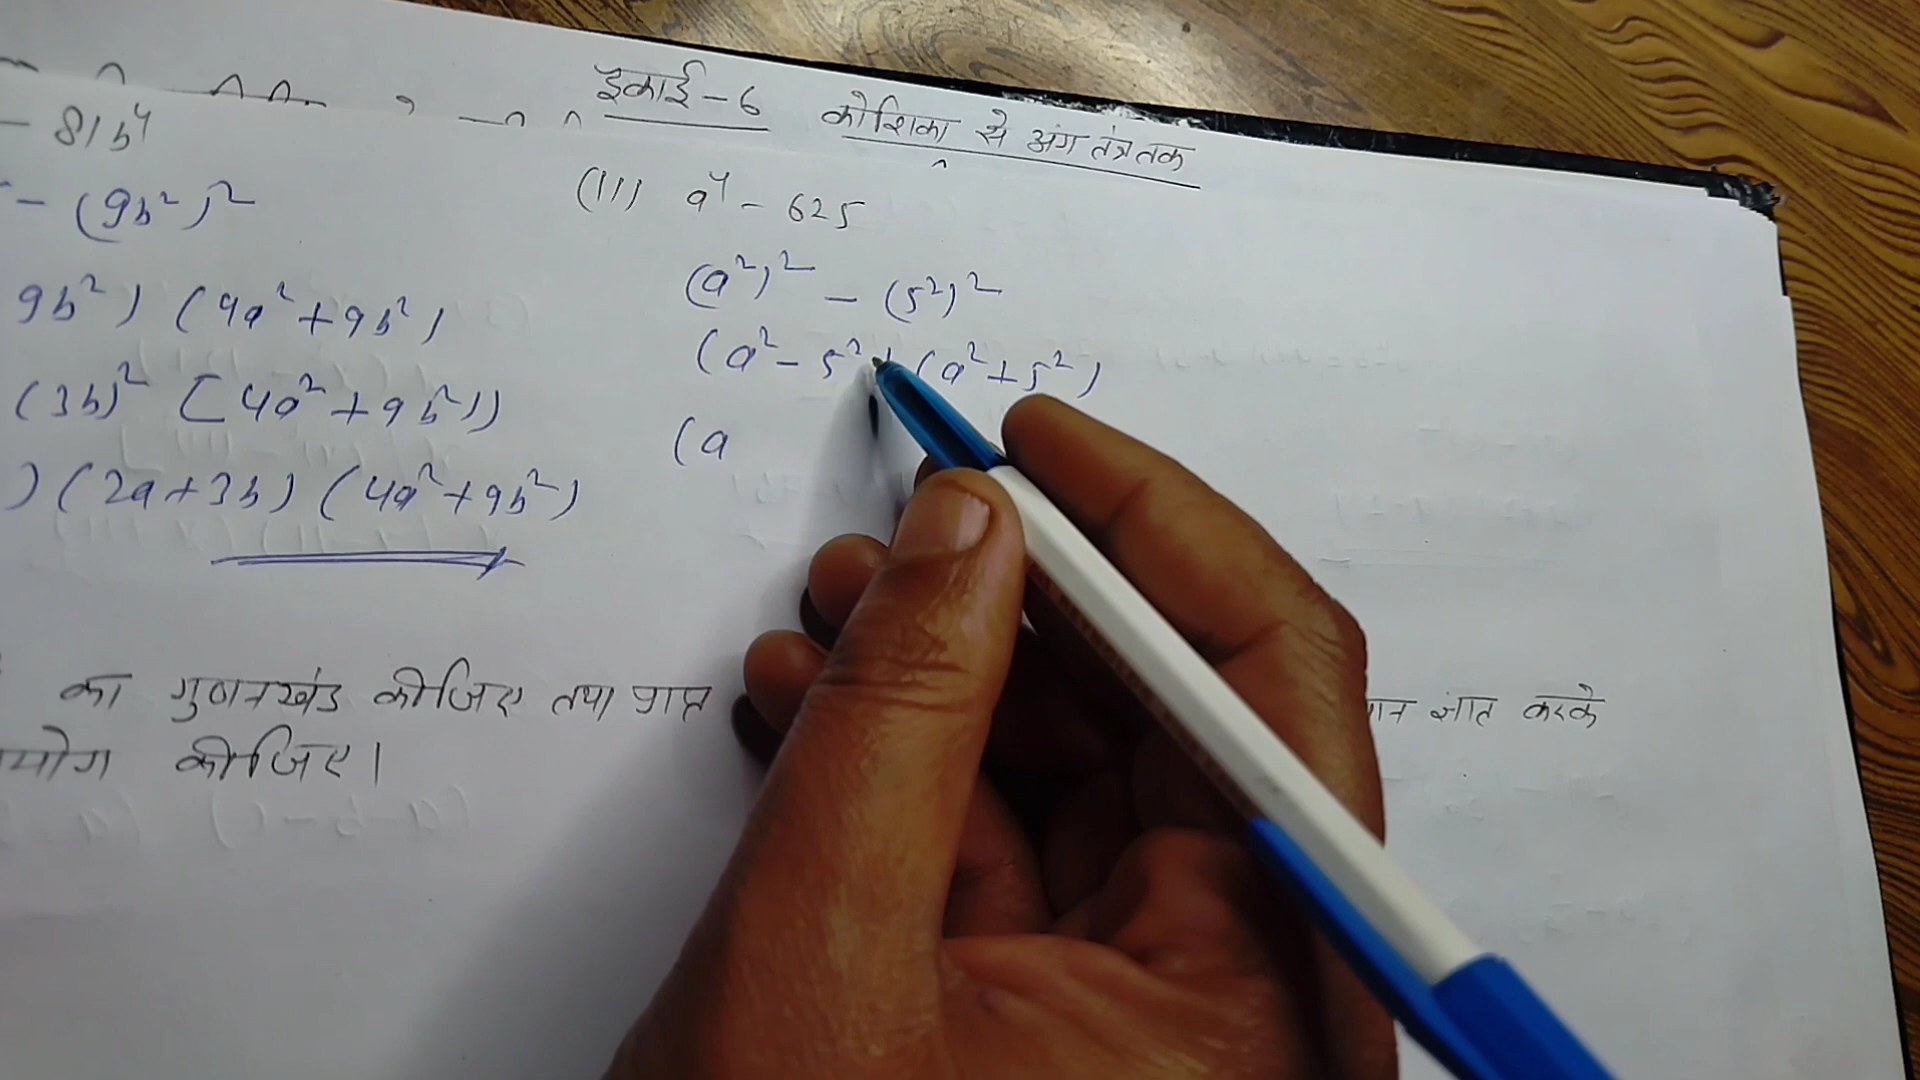 इकाई - 6 कोशिका से अंग तंत्र तक
- 81b⁴
- (9b²)²
9b²) (4a² + 9b²)
(3b)² [4a² + 9b²))
) (2a + 3b) (4a² + 9b²)
(11) a⁴ - 625
(a²)² - (5²)²
(a² - 5²) (a² + 5²)
(a
का गुणनखंड कीजिए तथा प्राप्त
ज्ञात करके
कीजिए।